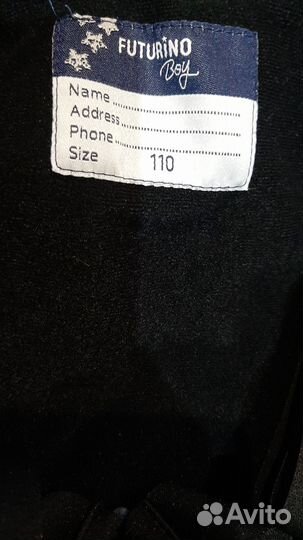 FUTURINO
Boy
Name
Address
Phone
Size 110
Avito